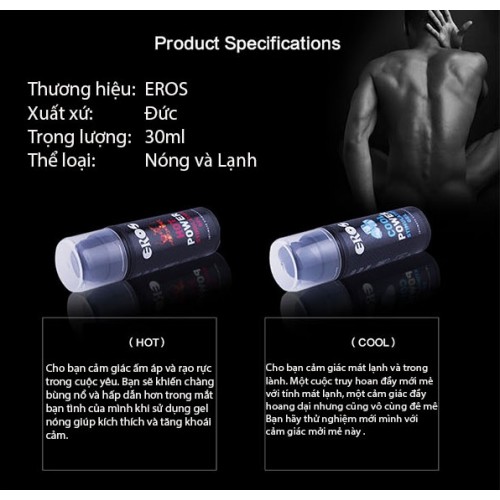 Product Specifications
Thương hiệu: EROS
Xuất xứ: Đức
Trọng lượng: 30ml
Thể loại: Nóng và Lạnh
EROS
HOT
POWER
EROS
COOL
POWER
( HOT )
Cho bạn cảm giác ấm áp và rạo rực
trong cuộc yêu. Bạn sẽ khiến chàng
bùng nổ và hấp dẫn hơn trong mắt
bạn tình của mình khi sử dụng gel
nóng giúp kích thích và tăng khoái
cảm.
( COOL )
Cho bạn cảm giác mát lạnh và trong
lành. Một cuộc truy hoan đầy mới mẻ
với tính mát lạnh, một cảm giác đầy
hoang dại nhưng cũng vô cùng đê mê
Bạn hãy thử nghiệm mới mình với
cảm giác mới mẻ này .